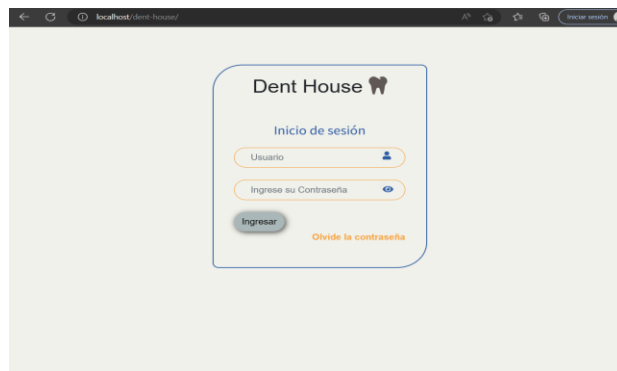 localhost/dent-house/
Iniciar sesión
Dent House
Inicio de sesión
Usuario
Ingrese su Contraseña
Ingresar
Olvide la contraseña